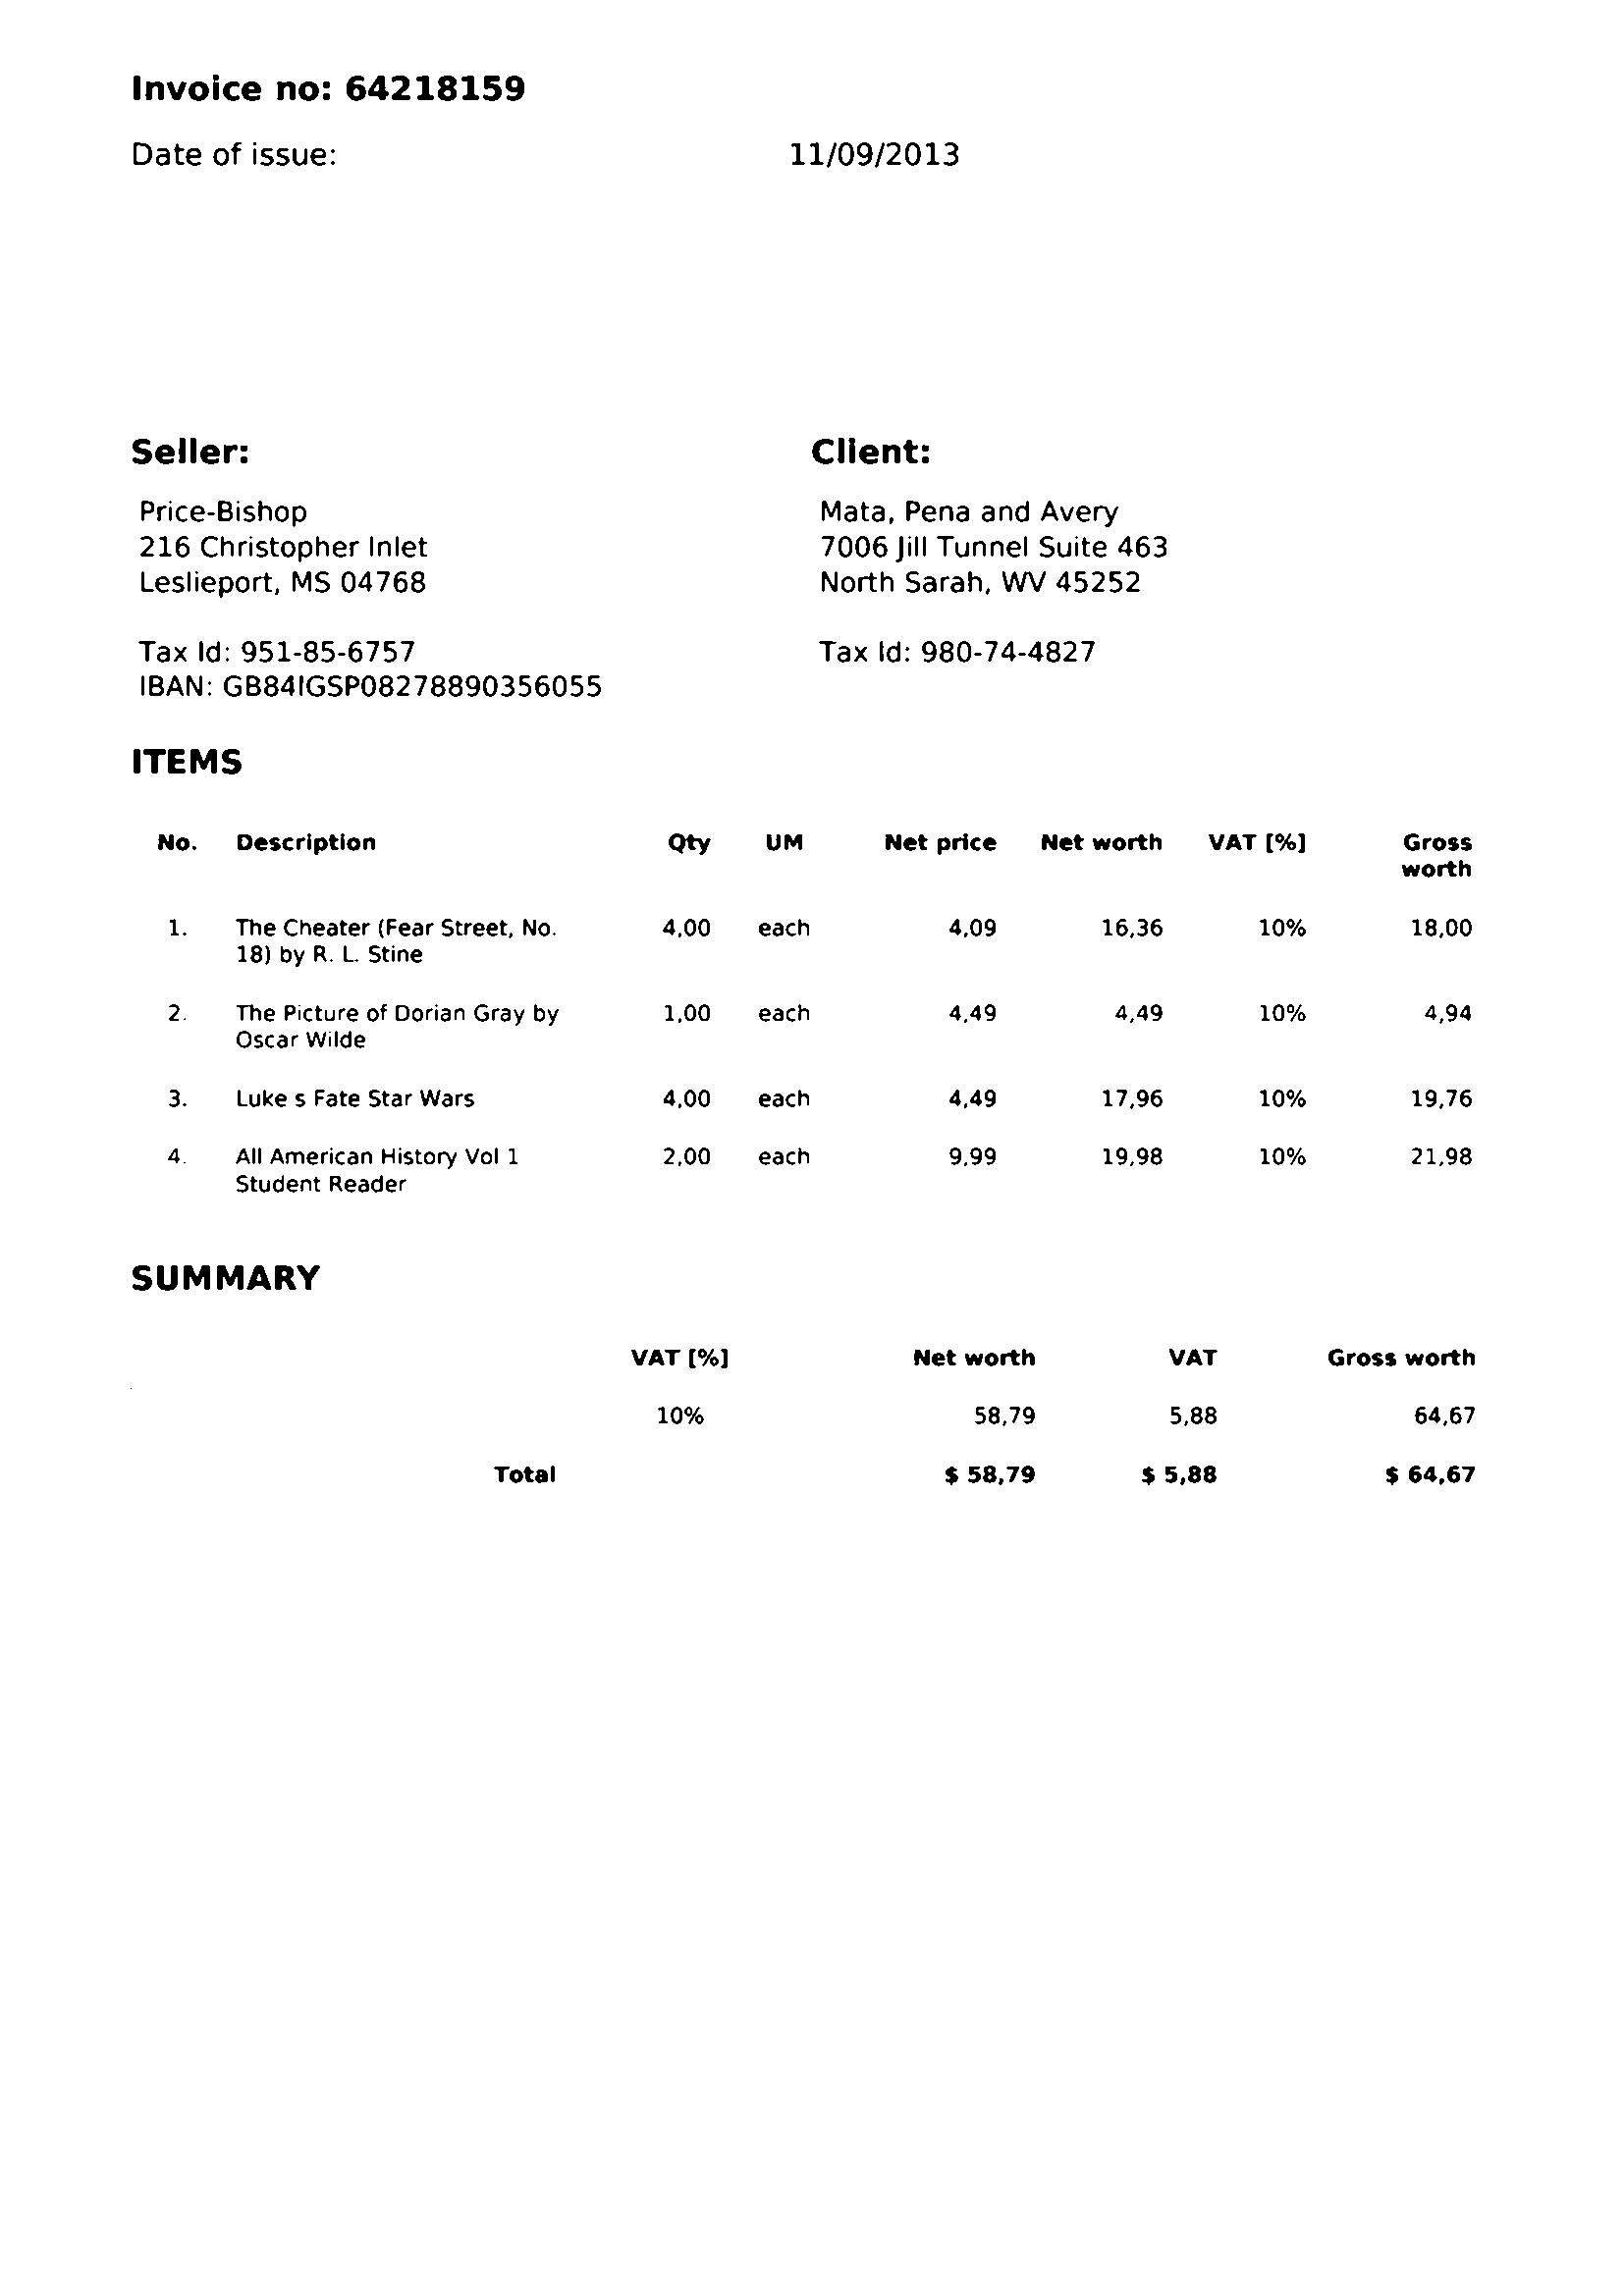 Invoice no: 64218159
Date of issue: 11/09/2013
Seller:
Price-Bishop
216 Christopher Inlet
Leslieport, MS 04768
Tax Id: 951-85-6757
IBAN: GB84IGSP08278890356055
Client:
Mata, Pena and Avery
7006 Jill Tunnel Suite 463
North Sarah, WV 45252
Tax Id: 980-74-4827
ITEMS
No. Description Qty UM Net price Net worth VAT [%] Gross
worth
1. The Cheater (Fear Street, No. 4,00 each 4,09 16,36 10% 18,00
18) by R. L. Stine
2. The Picture of Dorian Gray by 1,00 each 4,49 4,49 10% 4,94
Oscar Wilde
3. Luke s Fate Star Wars 4,00 each 4,49 17,96 10% 19,76
4. All American History Vol 1 2,00 each 9,99 19,98 10% 21,98
Student Reader
SUMMARY
VAT [%] Net worth VAT Gross worth
10% 58,79 5,88 64,67
Total $ 58,79 $ 5,88 $ 64,67